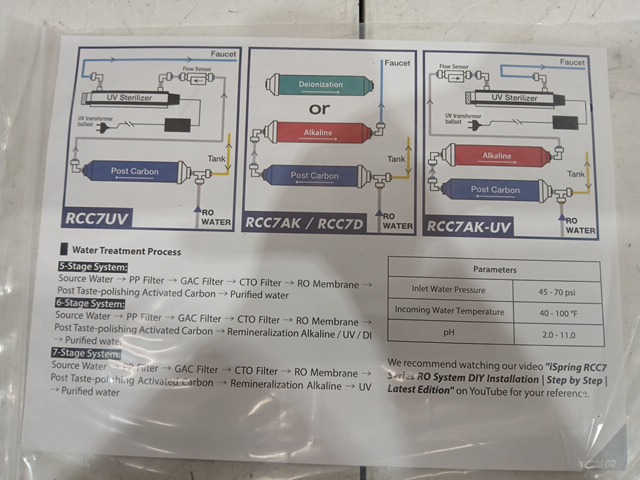 Faucet
Flow Sensor
UV Sterilizer
UV transformer
ballast
Tank
Post Carbon
RCC7UV
RO
WATER
Faucet
Deionization
or
Alkaline
Tank
Post Carbon
RCC7AK / RCC7D
RO
WATER
Faucet
Flow Sensor
UV Sterilizer
UV transformer
ballast
Alkaline
Tank
Post Carbon
RCC7AK-UV
RO
WATER
Water Treatment Process
5-Stage System:
Source Water → PP Filter → GAC Filter → CTO Filter → RO Membrane →
Post Taste-polishing Activated Carbon → Purified water
6-Stage System:
Source Water → PP Filter → GAC Filter → CTO Filter → RO Membrane →
Post Taste-polishing Activated Carbon → Remineralization Alkaline / UV / DI
→ Purified water
7-Stage System:
Source Water → PP Filter → GAC Filter → CTO Filter → RO Membrane →
Post Taste-polishing Activated Carbon → Remineralization Alkaline → UV
→ Purified water
Parameters
Inlet Water Pressure 45 - 70 psi
Incoming Water Temperature 40 - 100 °F
pH 2.0 - 11.0
We recommend watching our video "iSpring RCC7
Series RO System DIY Installation | Step by Step |
Latest Edition" on YouTube for your reference.
02